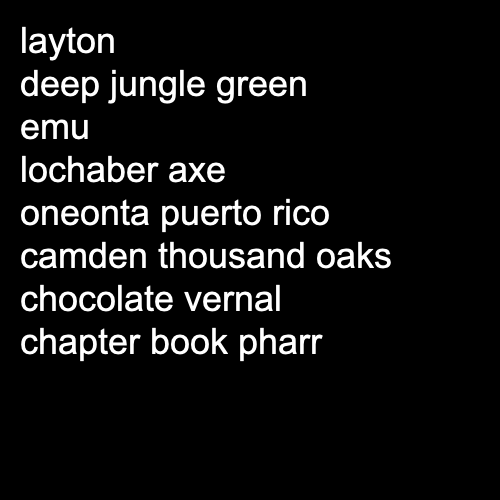 layton
deep jungle green
emu
lochaber axe
oneonta puerto rico
camden thousand oaks
chocolate vernal
chapter book pharr